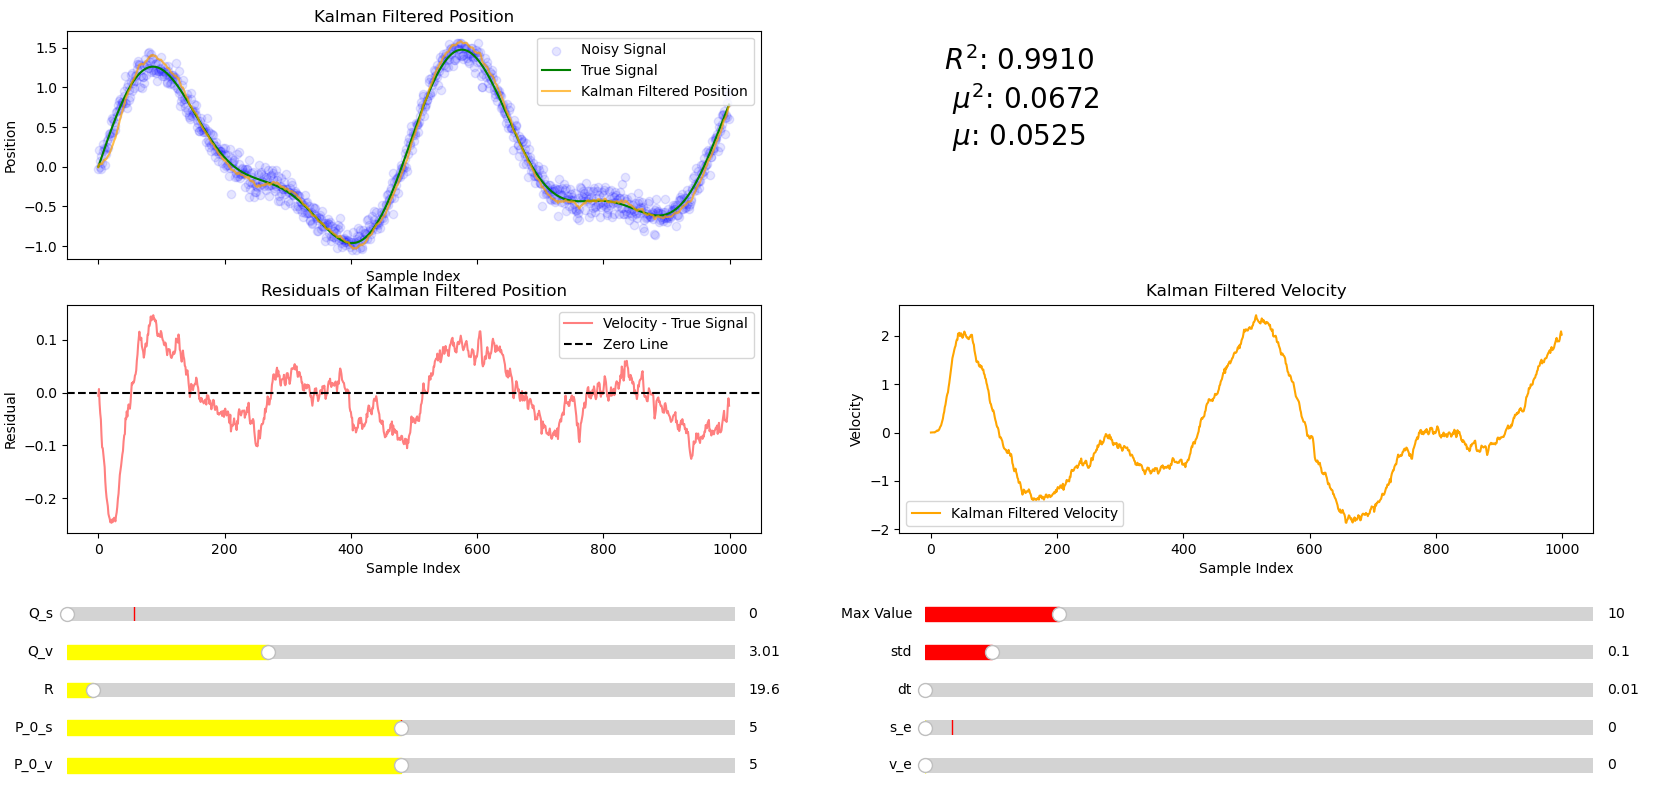 Kalman Filtered Position
1.5
1.0
0.5
0.0
−0.5
−1.0
Position
Noisy Signal
True Signal
Kalman Filtered Position
Sample Index
R²: 0.9910
μ²: 0.0672
μ: 0.0525
Residuals of Kalman Filtered Position
0.1
0.0
−0.1
−0.2
Residual
Velocity - True Signal
Zero Line
0 200 400 600 800 1000
Sample Index
Kalman Filtered Velocity
2
1
0
−1
−2
Velocity
Kalman Filtered Velocity
0 200 400 600 800 1000
Sample Index
Q_s 0
Q_v 3.01
R 19.6
P_0_s 5
P_0_v 5
Max Value 10
std 0.1
dt 0.01
s_e 0
v_e 0